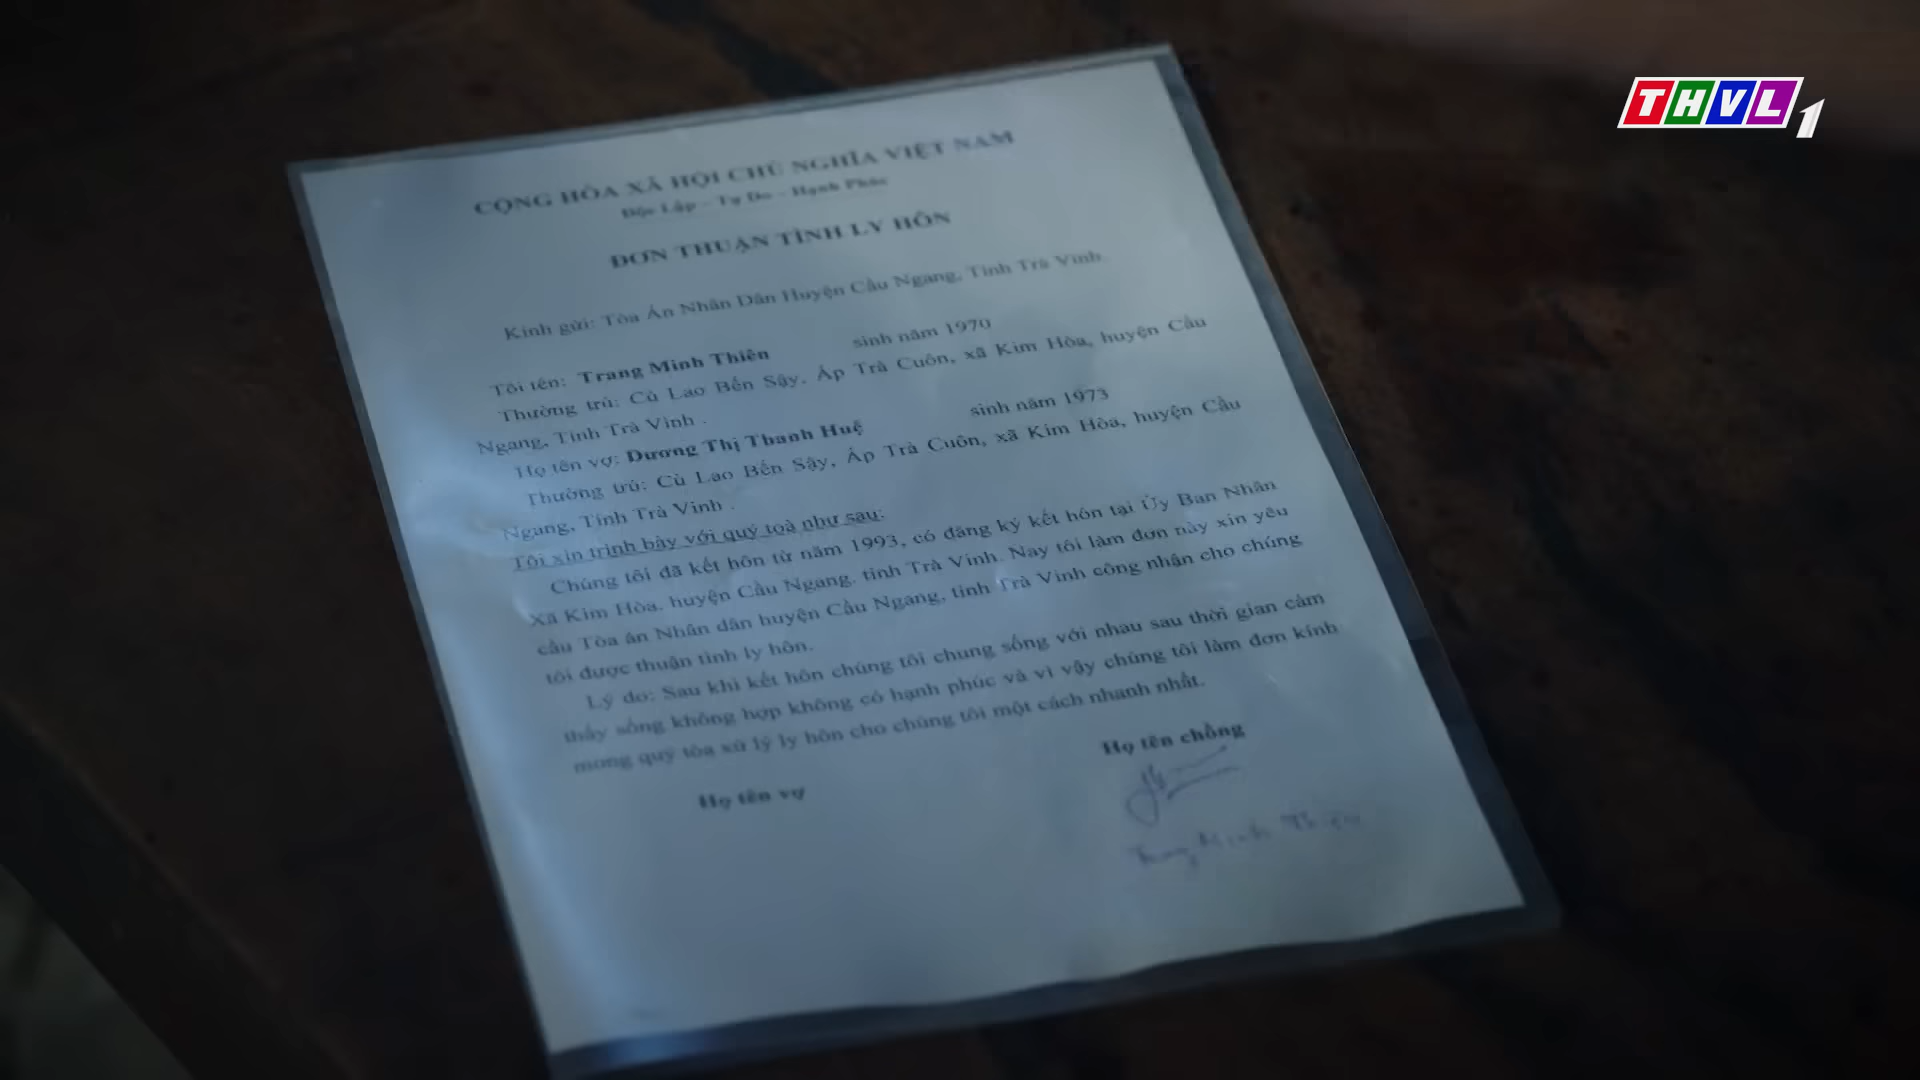 THVL1
CỘNG HÒA XÃ HỘI CHỦ NGHĨA VIỆT NAM
Độc Lập - Tự Do - Hạnh Phúc
ĐƠN THUẬN TÌNH LY HÔN
Kính gửi: Tòa Án Nhân Dân Huyện Cầu Ngang, Tỉnh Trà Vinh.
Tôi tên: Trang Minh Thiên sinh năm 1970
Thường trú: Cù Lao Bến Sậy, Ấp Trà Cuôn, xã Kim Hòa, huyện Cầu
Ngang, Tỉnh Trà Vinh .
Họ tên vợ: Dương Thị Thanh Huệ sinh năm 1973
Thường trú: Cù Lao Bến Sậy, Ấp Trà Cuôn, xã Kim Hòa, huyện Cầu
Ngang, Tỉnh Trà Vinh .
Tôi xin trình bày với quý toà như sau:
Chúng tôi đã kết hôn từ năm 1993, có đăng ký kết hôn tại Ủy Ban Nhân
Xã Kim Hòa, huyện Cầu Ngang, tỉnh Trà Vinh. Nay tôi làm đơn này xin yêu
cầu Tòa án Nhân dân huyện Cầu Ngang, tỉnh Trà Vinh công nhận cho chúng
tôi được thuận tình ly hôn.
Lý do: Sau khi kết hôn chúng tôi chung sống với nhau sau thời gian cảm
thấy sống không hợp không có hạnh phúc và vì vậy chúng tôi làm đơn kính
mong quý tòa xử lý ly hôn cho chúng tôi một cách nhanh nhất.
Họ tên vợ
Họ tên chồng
Trang Minh Thiên